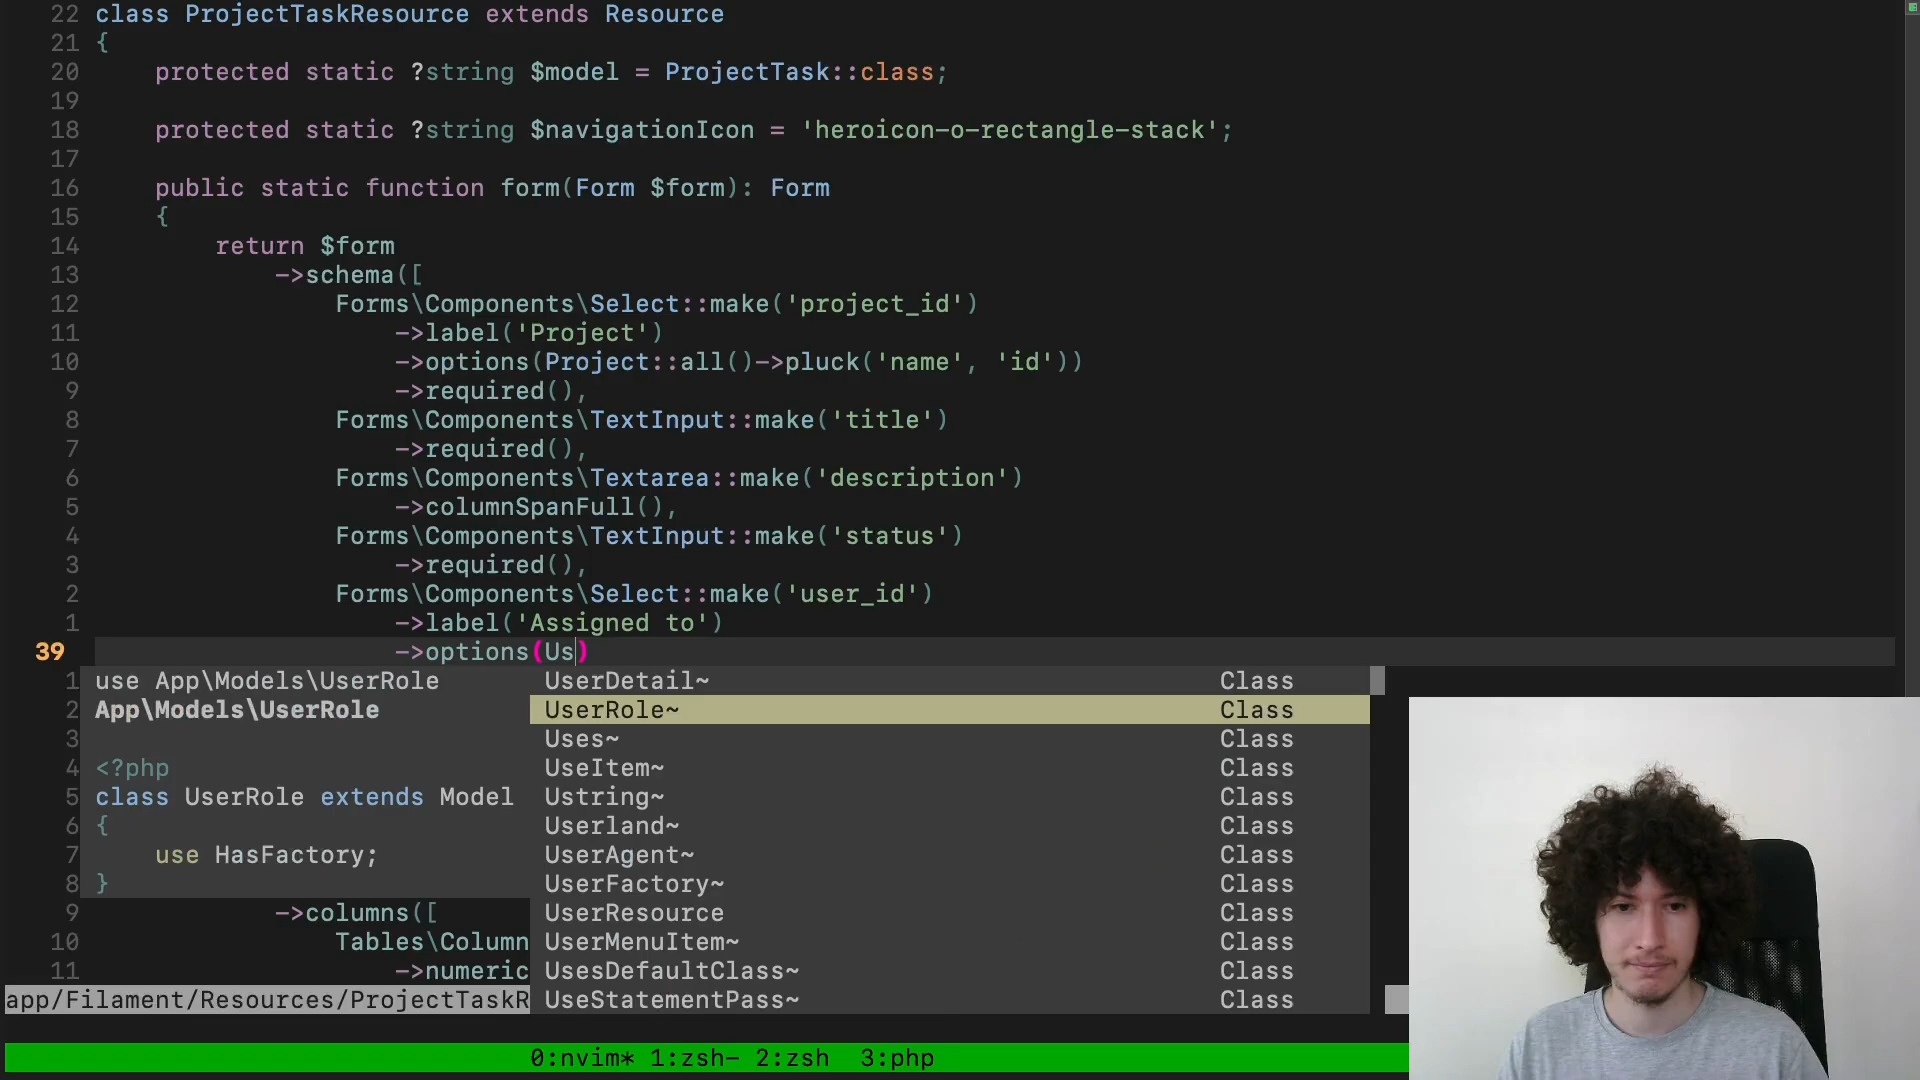 22 class ProjectTaskResource extends Resource
21 {
20 protected static ?string $model = ProjectTask::class;
19
18 protected static ?string $navigationIcon = 'heroicon-o-rectangle-stack';
17
16 public static function form(Form $form): Form
15 {
14 return $form
13 ->schema([
12 Forms\Components\Select::make('project_id')
11 ->label('Project')
10 ->options(Project::all()->pluck('name', 'id'))
9 ->required(),
8 Forms\Components\TextInput::make('title')
7 ->required(),
6 Forms\Components\Textarea::make('description')
5 ->columnSpanFull(),
4 Forms\Components\TextInput::make('status')
3 ->required(),
2 Forms\Components\Select::make('user_id')
1 ->label('Assigned to')
39 ->options(Us)
1 use App\Models\UserRole UserDetail~ Class
2 App\Models\UserRole UserRole~ Class
3 Uses~ Class
4 <?php UseItem~ Class
5 class UserRole extends Model Ustring~ Class
6 { Userland~ Class
7 use HasFactory; UserAgent~ Class
8 } UserFactory~ Class
9 ->columns([ UserResource Class
10 Tables\Column UserMenuItem~ Class
11 ->numeric UsesDefaultClass~ Class
app/Filament/Resources/ProjectTaskR UseStatementPass~ Class
0:nvim* 1:zsh- 2:zsh 3:php